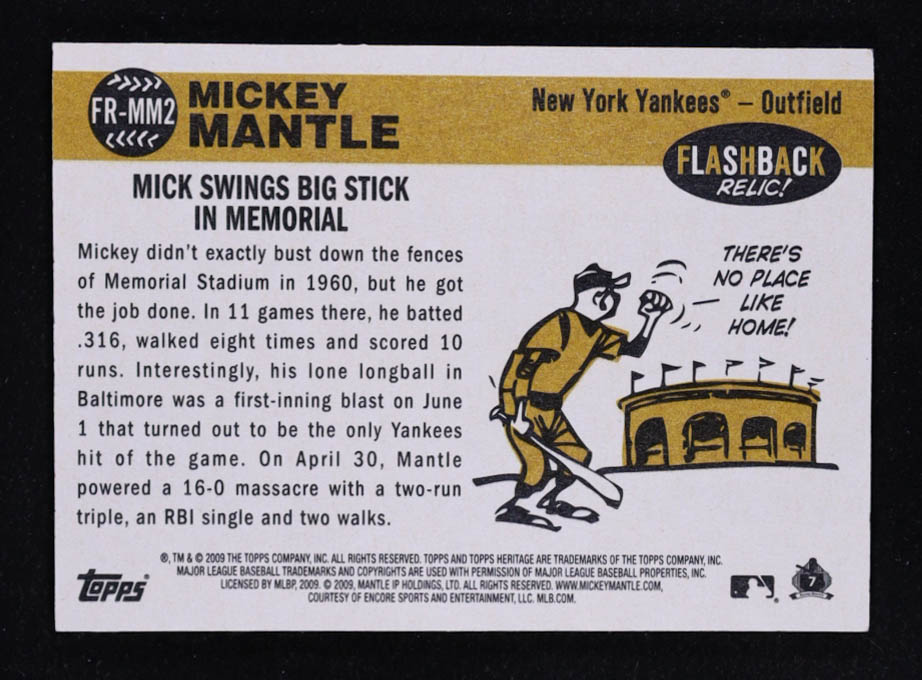 FR-MM2
MICKEY
MANTLE
New York Yankees® – Outfield
FLASHBACK
RELIC!
MICK SWINGS BIG STICK
IN MEMORIAL
Mickey didn't exactly bust down the fences
of Memorial Stadium in 1960, but he got
the job done. In 11 games there, he batted
.316, walked eight times and scored 10
runs. Interestingly, his lone longball in
Baltimore was a first-inning blast on June
1 that turned out to be the only Yankees
hit of the game. On April 30, Mantle
powered a 16-0 massacre with a two-run
triple, an RBI single and two walks.
THERE'S
NO PLACE
LIKE
HOME!
®, TM & © 2009 THE TOPPS COMPANY, INC. ALL RIGHTS RESERVED. TOPPS AND TOPPS HERITAGE ARE TRADEMARKS OF THE TOPPS COMPANY, INC.
MAJOR LEAGUE BASEBALL TRADEMARKS AND COPYRIGHTS ARE USED WITH PERMISSION OF MAJOR LEAGUE BASEBALL PROPERTIES, INC.
LICENSED BY MLBP, 2009. © 2009, MANTLE IP HOLDINGS, LTD. ALL RIGHTS RESERVED. WWW.MICKEYMANTLE.COM,
COURTESY OF ENCORE SPORTS AND ENTERTAINMENT, LLC. MLB.COM.
TOPPS®
7